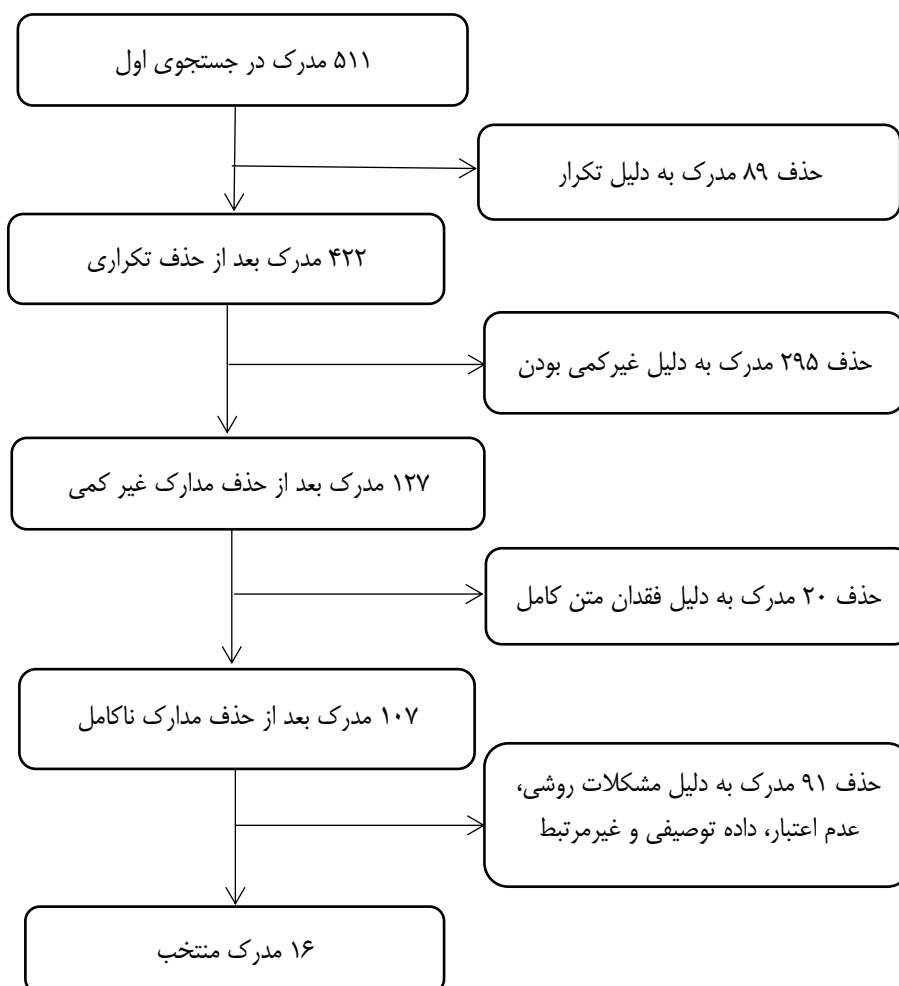 ۵۱۱ مدرک در جستجوی اول
حذف ۸۹ مدرک به دلیل تکرار
۴۲۲ مدرک بعد از حذف تکراری
حذف ۲۹۵ مدرک به دلیل غیرکمی بودن
۱۲۷ مدرک بعد از حذف مدارک غیر کمی
حذف ۲۰ مدرک به دلیل فقدان متن کامل
۱۰۷ مدرک بعد از حذف مدارک ناکامل
حذف ۹۱ مدرک به دلیل مشکلات روشی،
عدم اعتبار، داده توصیفی و غیرمرتبط
۱۶ مدرک منتخب